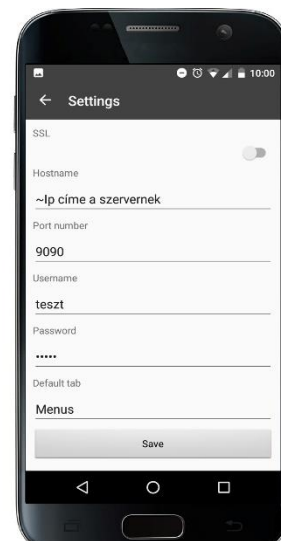 10:00
Settings
SSL
Hostname
~Ip címe a szervernek
Port number
9090
Username
teszt
Password
•••••
Default tab
Menus
Save